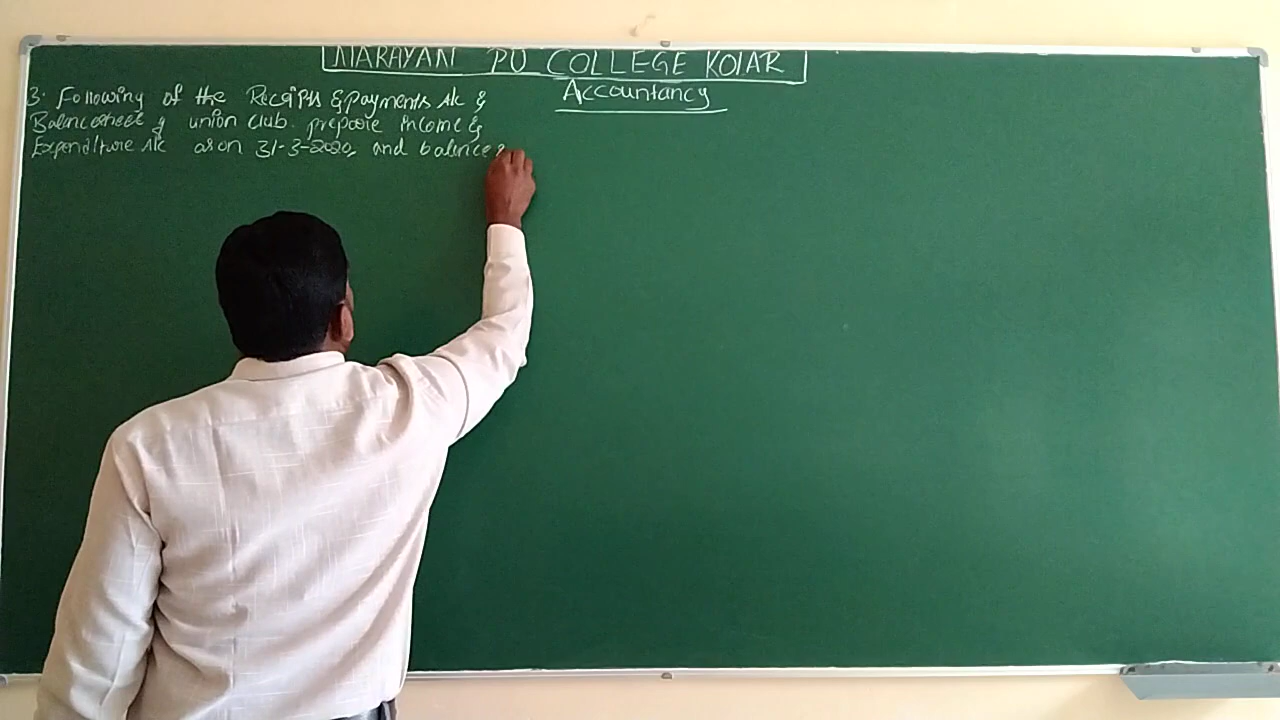 NARAYAN PU COLLEGE KOLAR
Accountancy
3. Following of the Receipts & payments A/c &
Balancesheet of union club. prepare income &
Expenditure A/c as on 31-3-2020, and balance s